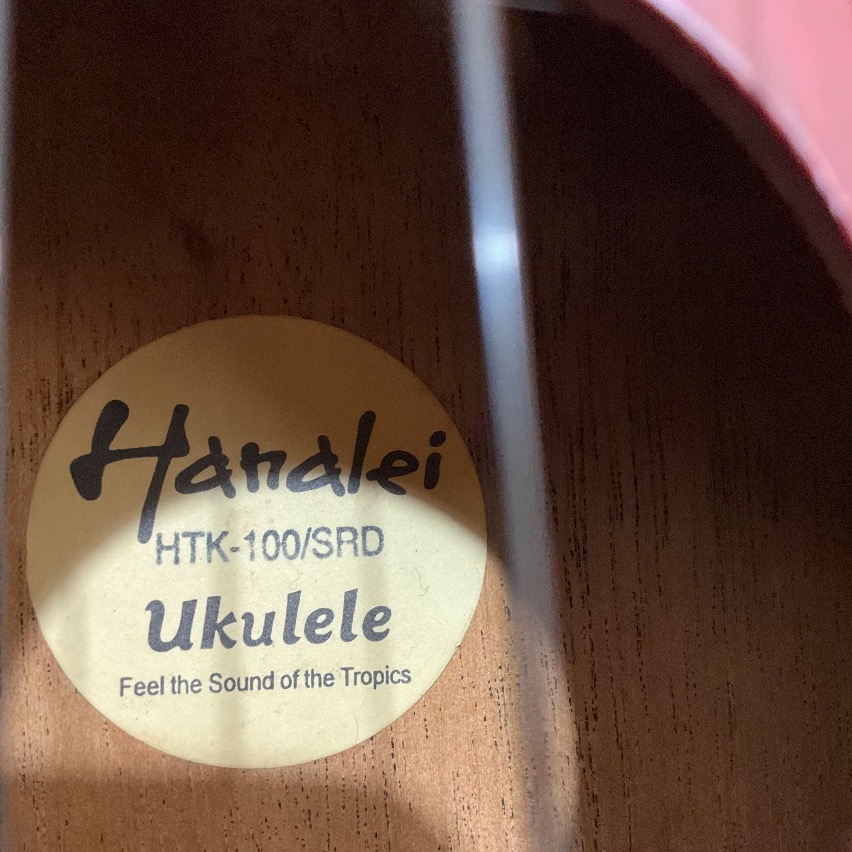 Hanalei
HTK-100/SRD
Ukulele
Feel the Sound of the Tropics